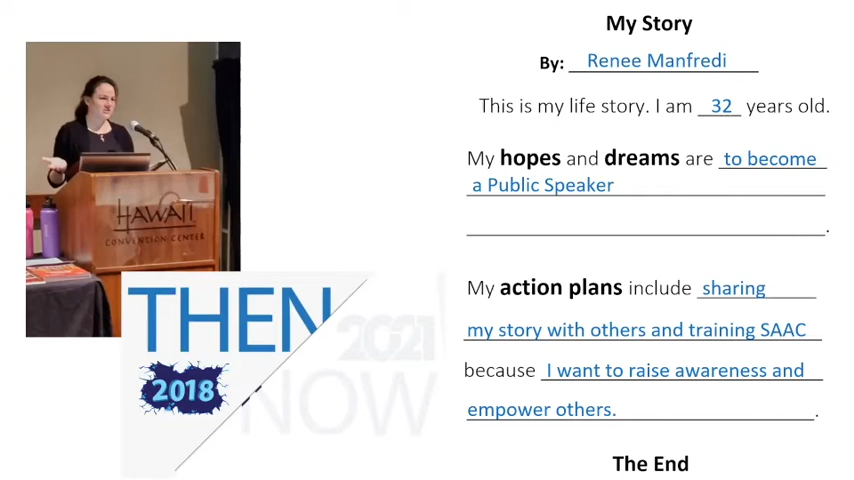 My Story
By: Renee Manfredi
This is my life story. I am 32 years old.
My hopes and dreams are to become
a Public Speaker
.
My action plans include sharing
my story with others and training SAAC
because I want to raise awareness and
empower others.
.
The End
HAWAI'I
CONVENTION CENTER
THEN
2018
2021
NOW